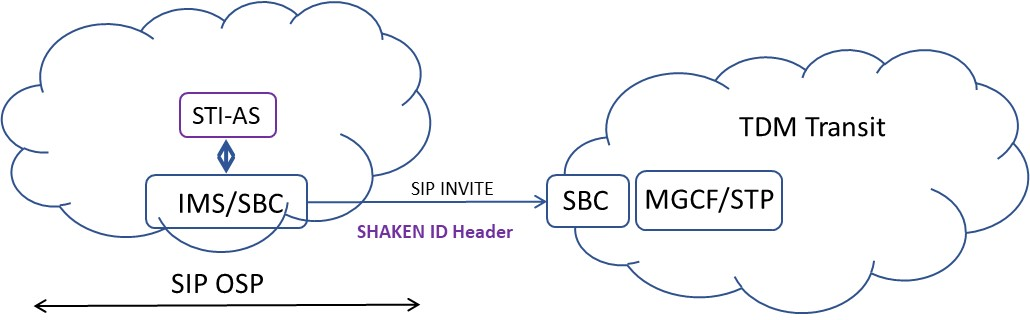 STI-AS
IMS/SBC
SIP INVITE
SHAKEN ID Header
SIP OSP
TDM Transit
SBC
MGCF/STP